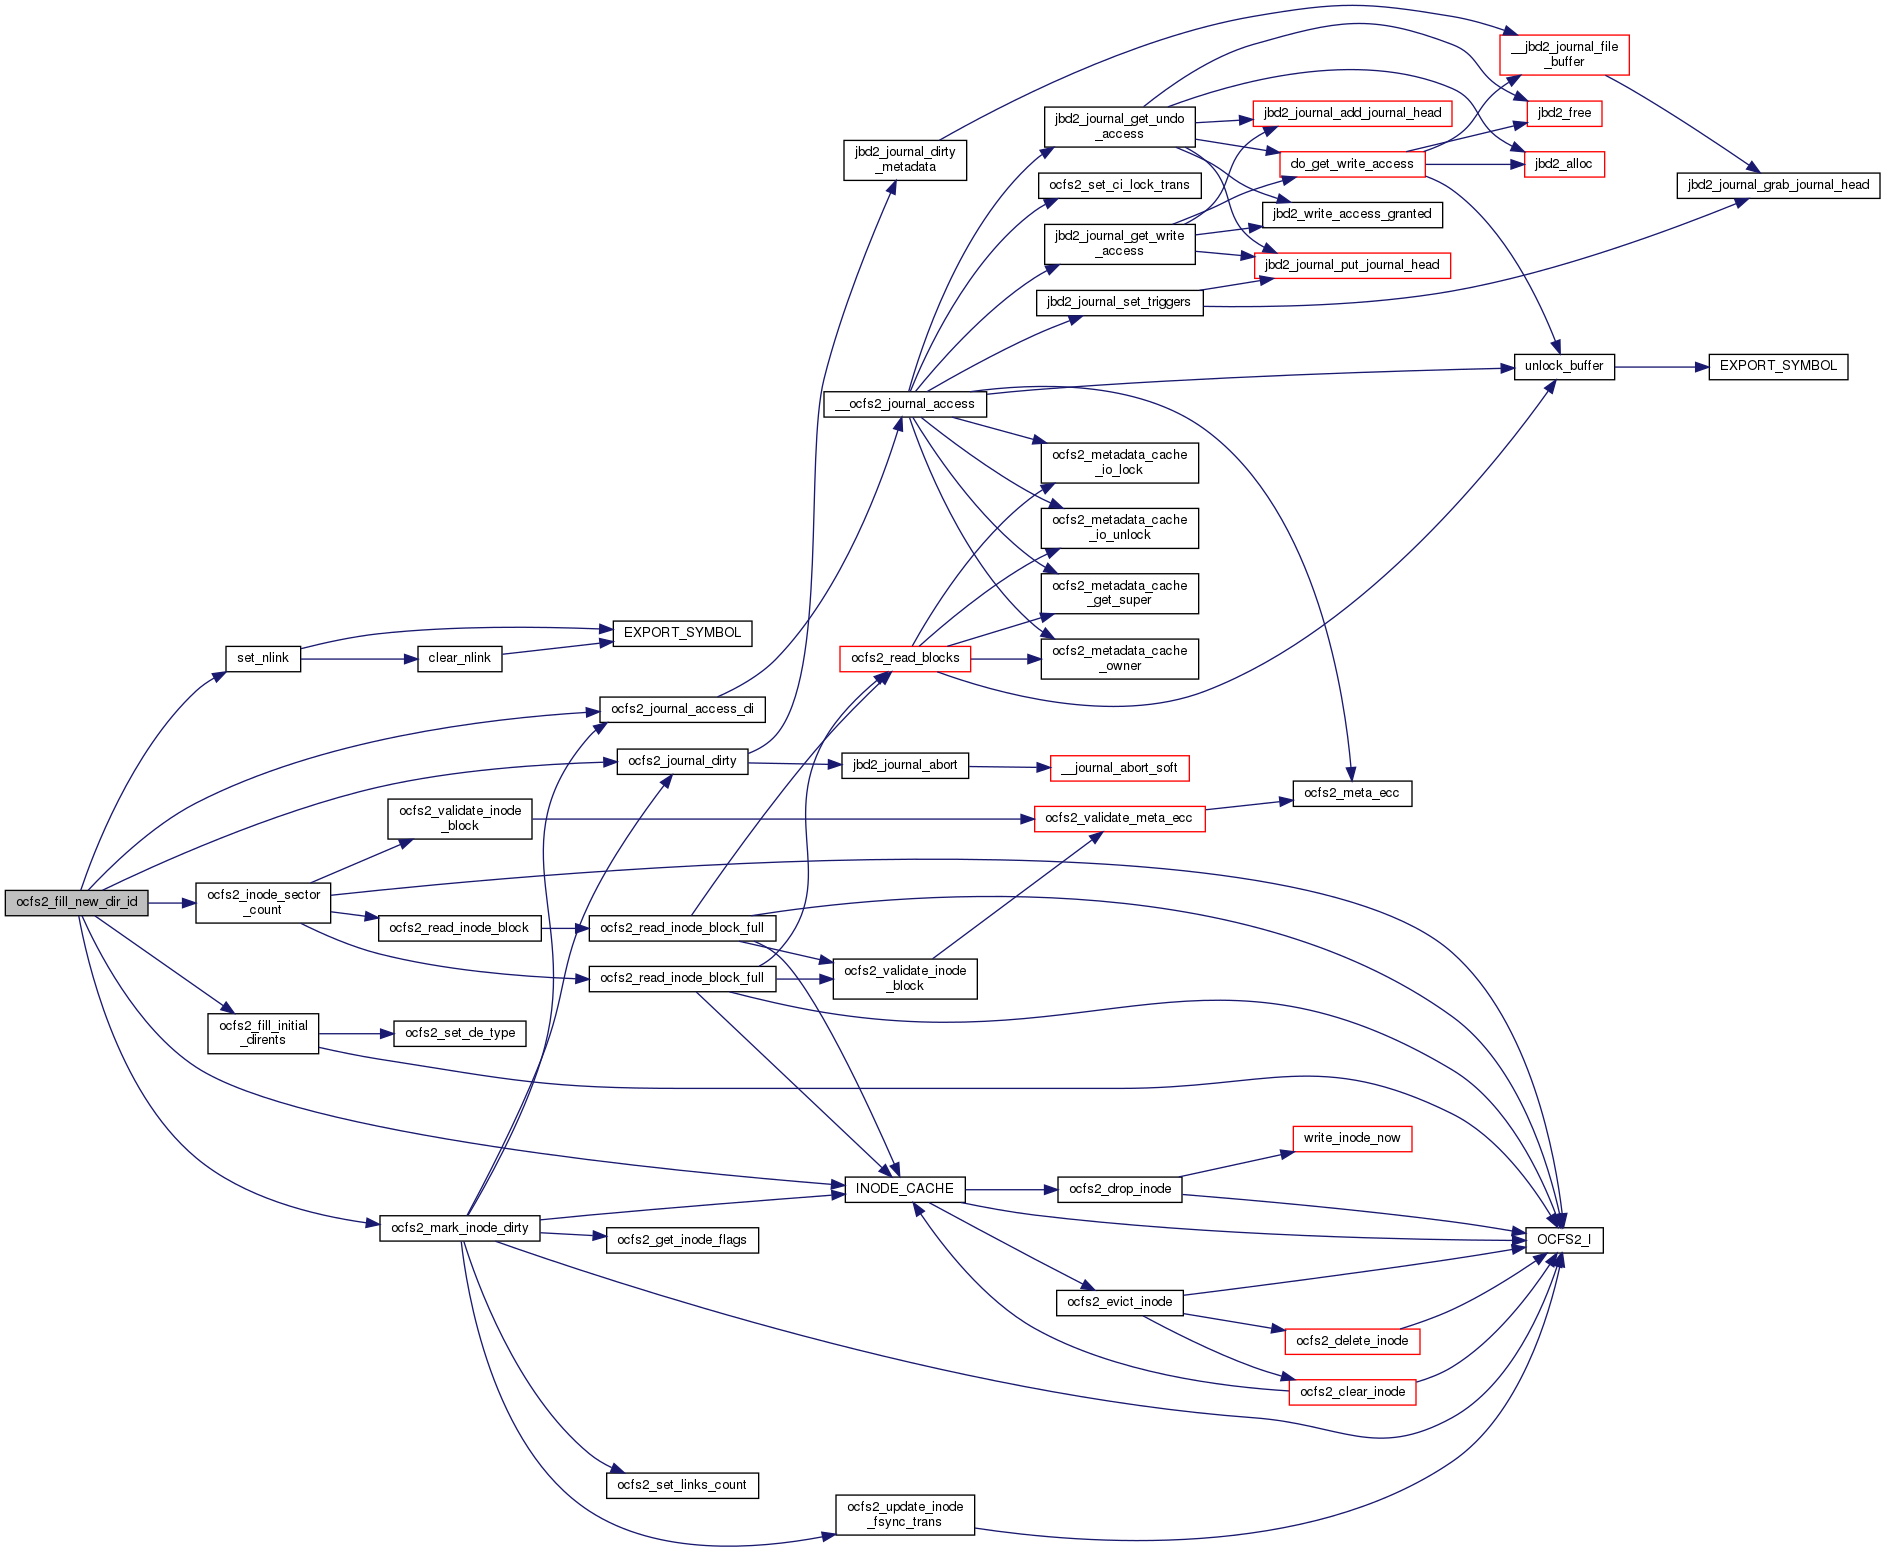 __jbd2_journal_file
_buffer
jbd2_journal_get_undo
_access
jbd2_journal_add_journal_head
jbd2_free
jbd2_journal_dirty
_metadata
do_get_write_access
jbd2_alloc
ocfs2_set_ci_lock_trans
jbd2_journal_grab_journal_head
jbd2_write_access_granted
jbd2_journal_get_write
_access
jbd2_journal_put_journal_head
jbd2_journal_set_triggers
unlock_buffer
EXPORT_SYMBOL
__ocfs2_journal_access
ocfs2_metadata_cache
_io_lock
ocfs2_metadata_cache
_io_unlock
ocfs2_metadata_cache
_get_super
EXPORT_SYMBOL
set_nlink
clear_nlink
ocfs2_read_blocks
ocfs2_metadata_cache
_owner
ocfs2_journal_access_di
ocfs2_journal_dirty
jbd2_journal_abort
__journal_abort_soft
ocfs2_meta_ecc
ocfs2_validate_inode
_block
ocfs2_validate_meta_ecc
ocfs2_fill_new_dir_id
ocfs2_inode_sector
_count
ocfs2_read_inode_block
ocfs2_read_inode_block_full
ocfs2_read_inode_block_full
ocfs2_validate_inode
_block
ocfs2_fill_initial
_dirents
ocfs2_set_de_type
write_inode_now
INODE_CACHE
ocfs2_drop_inode
ocfs2_mark_inode_dirty
ocfs2_get_inode_flags
OCFS2_I
ocfs2_evict_inode
ocfs2_delete_inode
ocfs2_clear_inode
ocfs2_set_links_count
ocfs2_update_inode
_fsync_trans